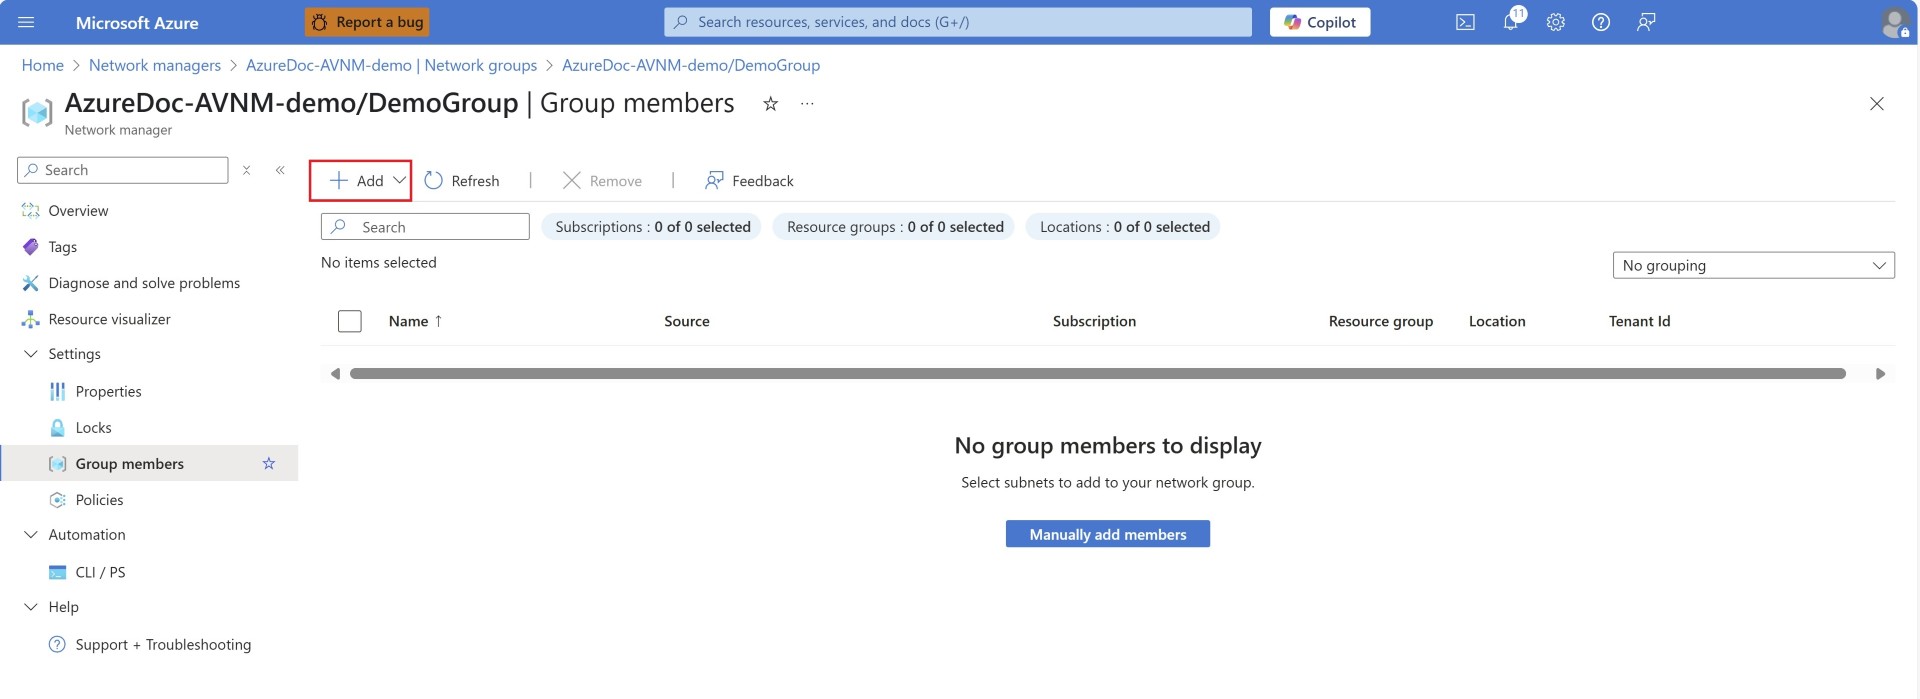 Microsoft Azure
Report a bug
Search resources, services, and docs (G+/)
Copilot
11
Home > Network managers > AzureDoc-AVNM-demo | Network groups > AzureDoc-AVNM-demo/DemoGroup
AzureDoc-AVNM-demo/DemoGroup | Group members
Network manager
Search
Overview
Tags
Diagnose and solve problems
Resource visualizer
Settings
Properties
Locks
Group members
Policies
Automation
CLI / PS
Help
Support + Troubleshooting
Add
Refresh
Remove
Feedback
Search
Subscriptions : 0 of 0 selected
Resource groups : 0 of 0 selected
Locations : 0 of 0 selected
No items selected
No grouping
Name ↑
Source
Subscription
Resource group
Location
Tenant Id
No group members to display
Select subnets to add to your network group.
Manually add members